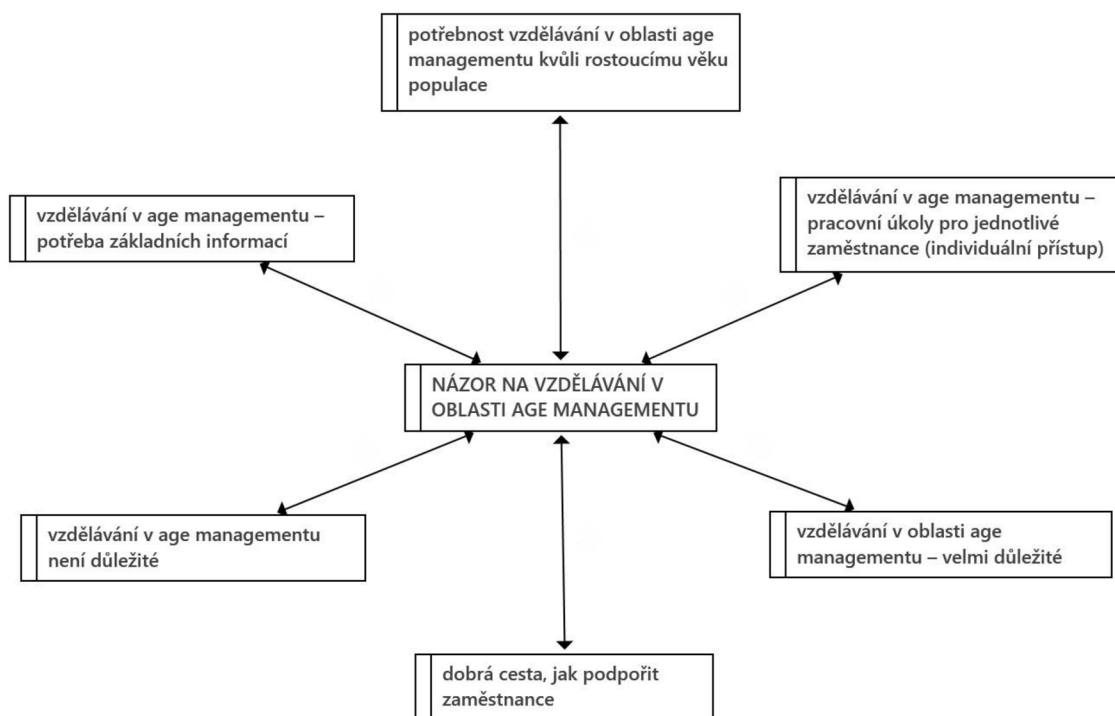 potřebnost vzdělávání v oblasti age
managementu kvůli rostoucímu věku
populace
vzdělávání v age managementu –
potřeba základních informací
vzdělávání v age managementu –
pracovní úkoly pro jednotlivé
zaměstnance (individuální přístup)
NÁZOR NA VZDĚLÁVÁNÍ V
OBLASTI AGE MANAGEMENTU
vzdělávání v age managementu
není důležité
vzdělávání v oblasti age
managementu – velmi důležité
dobrá cesta, jak podpořit
zaměstnance